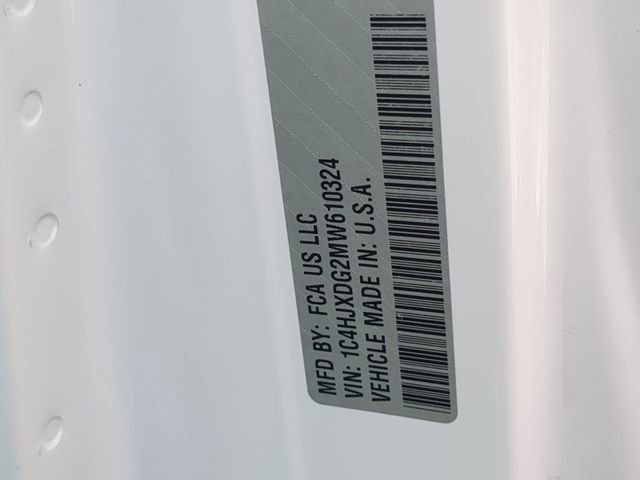 MFD BY: FCA US LLC
VIN: 1C4HJXDG2MW610324
VEHICLE MADE IN: U.S.A.